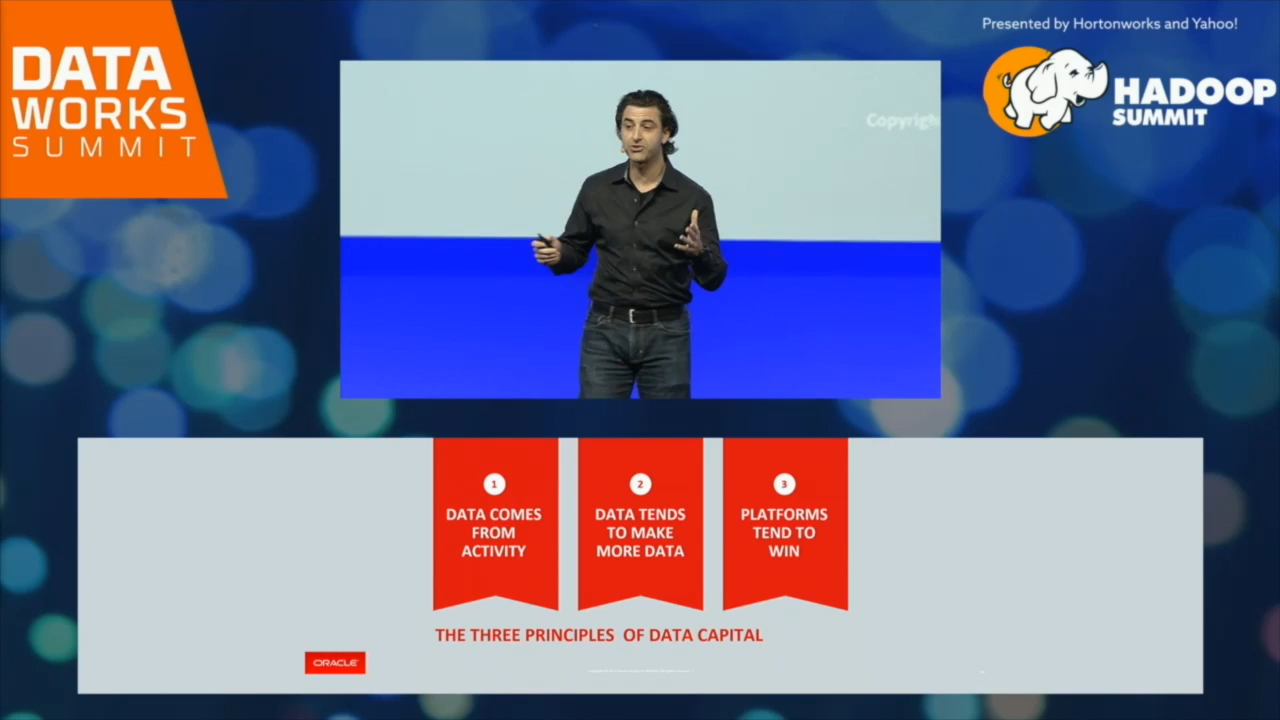 Presented by Hortonworks and Yahoo!
DATA
WORKS
SUMMIT
HADOOP
SUMMIT
Copyrigh
1
DATA COMES
FROM
ACTIVITY
2
DATA TENDS
TO MAKE
MORE DATA
3
PLATFORMS
TEND TO
WIN
THE THREE PRINCIPLES OF DATA CAPITAL
ORACLE